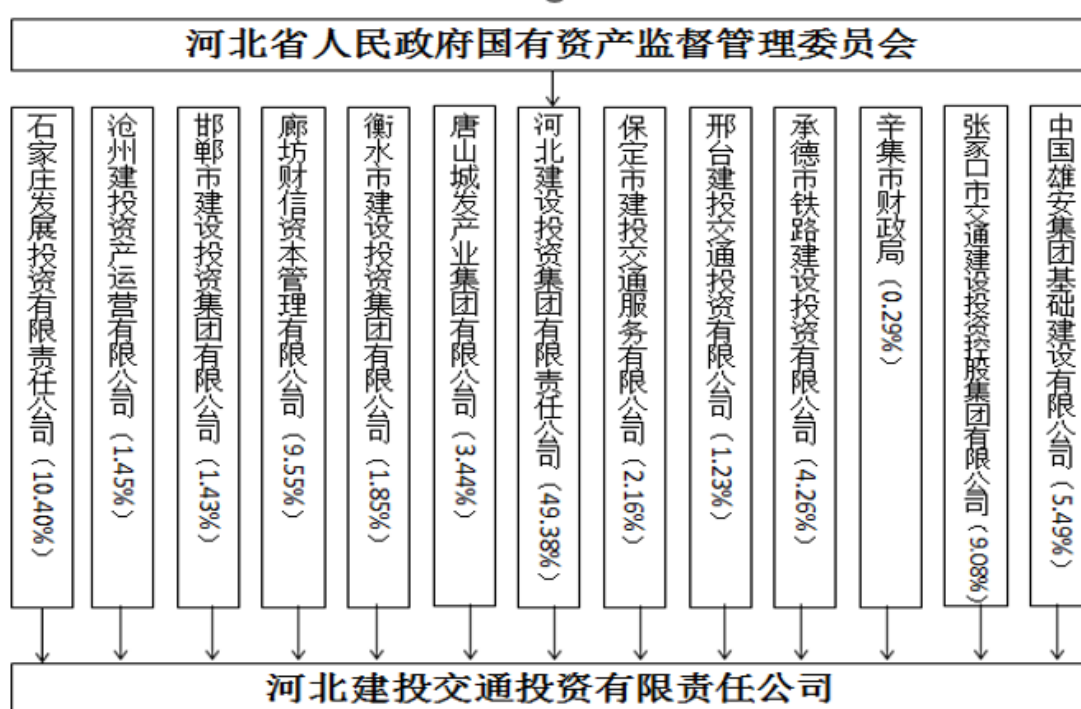 河北省人民政府国有资产监督管理委员会
石家庄发展投资有限责任公司（10.40%）
沧州建投资产运营有限公司（1.45%）
邯郸市建设投资集团有限公司（1.43%）
廊坊财信资本管理有限公司（9.55%）
衡水市建设投资集团有限公司（1.85%）
唐山城发产业集团有限公司（3.44%）
河北建设投资集团有限责任公司（49.38%）
保定市建投交通服务有限公司（2.16%）
邢台建投交通投资有限公司（1.23%）
承德市铁路建设投资有限公司（4.26%）
辛集市财政局（0.29%）
张家口市交通建设投资控股集团有限公司（9.08%）
中国雄安集团基础建设有限公司（5.49%）
河北建投交通投资有限责任公司